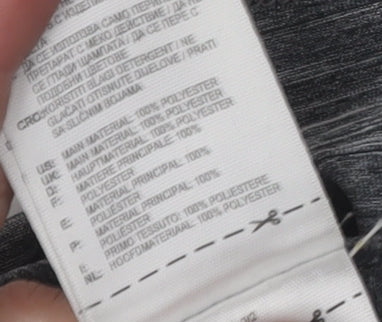 ДА СЕ ИЗПОЛЗВА САМО
ПРЕПАРАТ С МЕКО ДЕЙСТВИЕ / ДА НЕ
СЕ ГЛАДИ ЩАМПАТА / ДА СЕ ПЕРЕ С
ПОДОБНИ ЦВЕТОВЕ
CRO: KORISTITI BLAGI DETERGENT / NE
GLAČATI OTISNUTE DIJELOVE / PRATI
SA SLIČNIM BOJAMA
US: MAIN MATERIAL: 100% POLYESTER
UK: MAIN MATERIAL: 100% POLYESTER
D: HAUPTMATERIAL: 100% POLYESTER
F: MATIERE PRINCIPALE: 100%
POLYESTER
E: MATERIAL PRINCIPAL: 100%
POLIÉSTER
P: MATERIAL PRINCIPAL: 100%
POLIÉSTER
I: PRIMO TESSUTO: 100% POLIESTERE
NL: HOOFDMATERIAAL: 100% POLYESTER